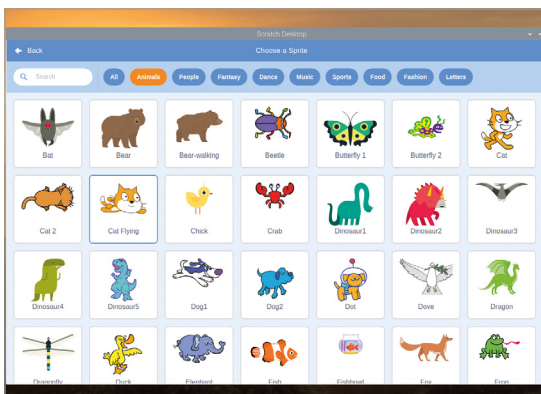 Scratch Desktop
Back
Choose a Sprite
Search
All
Animals
People
Fantasy
Dance
Music
Sports
Food
Fashion
Letters
Bat
Bear
Bear-walking
Beetle
Butterfly 1
Butterfly 2
Cat
Cat 2
Cat Flying
Chick
Crab
Dinosaur1
Dinosaur2
Dinosaur3
Dinosaur4
Dinosaur5
Dog1
Dog2
Dot
Dove
Dragon
Dragonfly
Duck
Elephant
Fish
Fishbowl
Fox
Frog